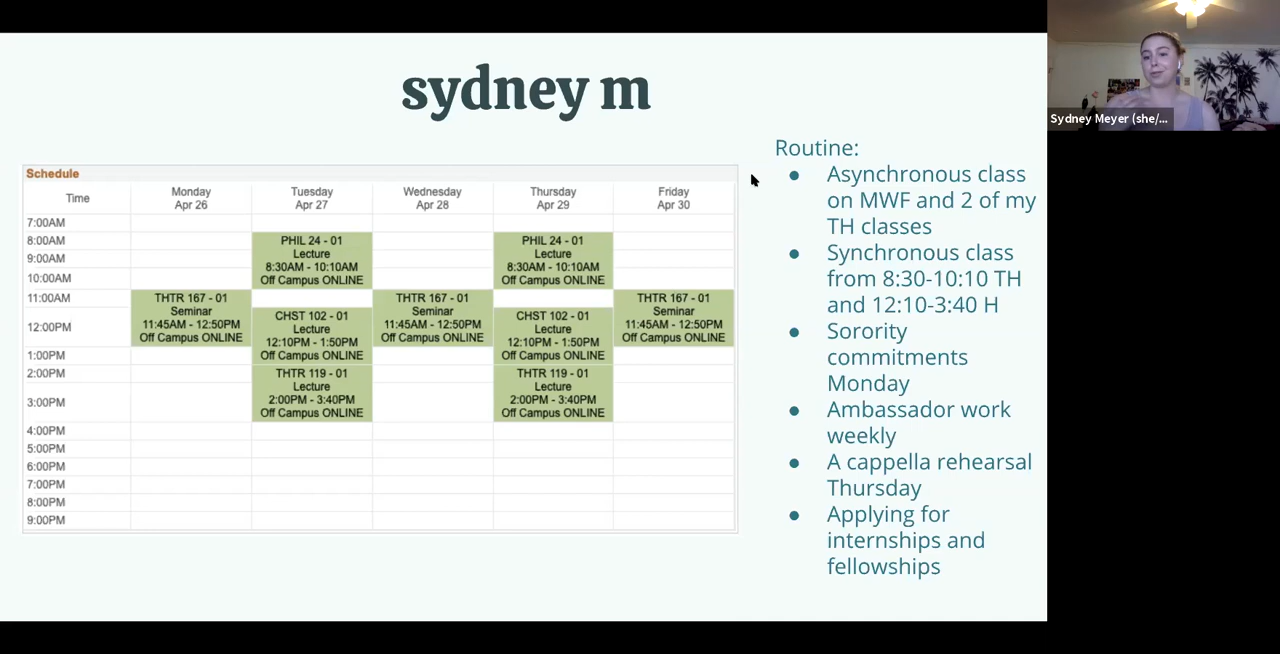 sydney m
Schedule
Time
Monday
Apr 26
Tuesday
Apr 27
Wednesday
Apr 28
Thursday
Apr 29
Friday
Apr 30
7:00AM
8:00AM
9:00AM
10:00AM
11:00AM
12:00PM
1:00PM
2:00PM
3:00PM
4:00PM
5:00PM
6:00PM
7:00PM
8:00PM
9:00PM
THTR 167 - 01
Seminar
11:45AM - 12:50PM
Off Campus ONLINE
PHIL 24 - 01
Lecture
8:30AM - 10:10AM
Off Campus ONLINE
CHST 102 - 01
Lecture
12:10PM - 1:50PM
Off Campus ONLINE
THTR 119 - 01
Lecture
2:00PM - 3:40PM
Off Campus ONLINE
THTR 167 - 01
Seminar
11:45AM - 12:50PM
Off Campus ONLINE
PHIL 24 - 01
Lecture
8:30AM - 10:10AM
Off Campus ONLINE
CHST 102 - 01
Lecture
12:10PM - 1:50PM
Off Campus ONLINE
THTR 119 - 01
Lecture
2:00PM - 3:40PM
Off Campus ONLINE
THTR 167 - 01
Seminar
11:45AM - 12:50PM
Off Campus ONLINE
Routine:
● Asynchronous class
on MWF and 2 of my
TH classes
● Synchronous class
from 8:30-10:10 TH
and 12:10-3:40 H
● Sorority
commitments
Monday
● Ambassador work
weekly
● A cappella rehearsal
Thursday
● Applying for
internships and
fellowships
Sydney Meyer (she/...